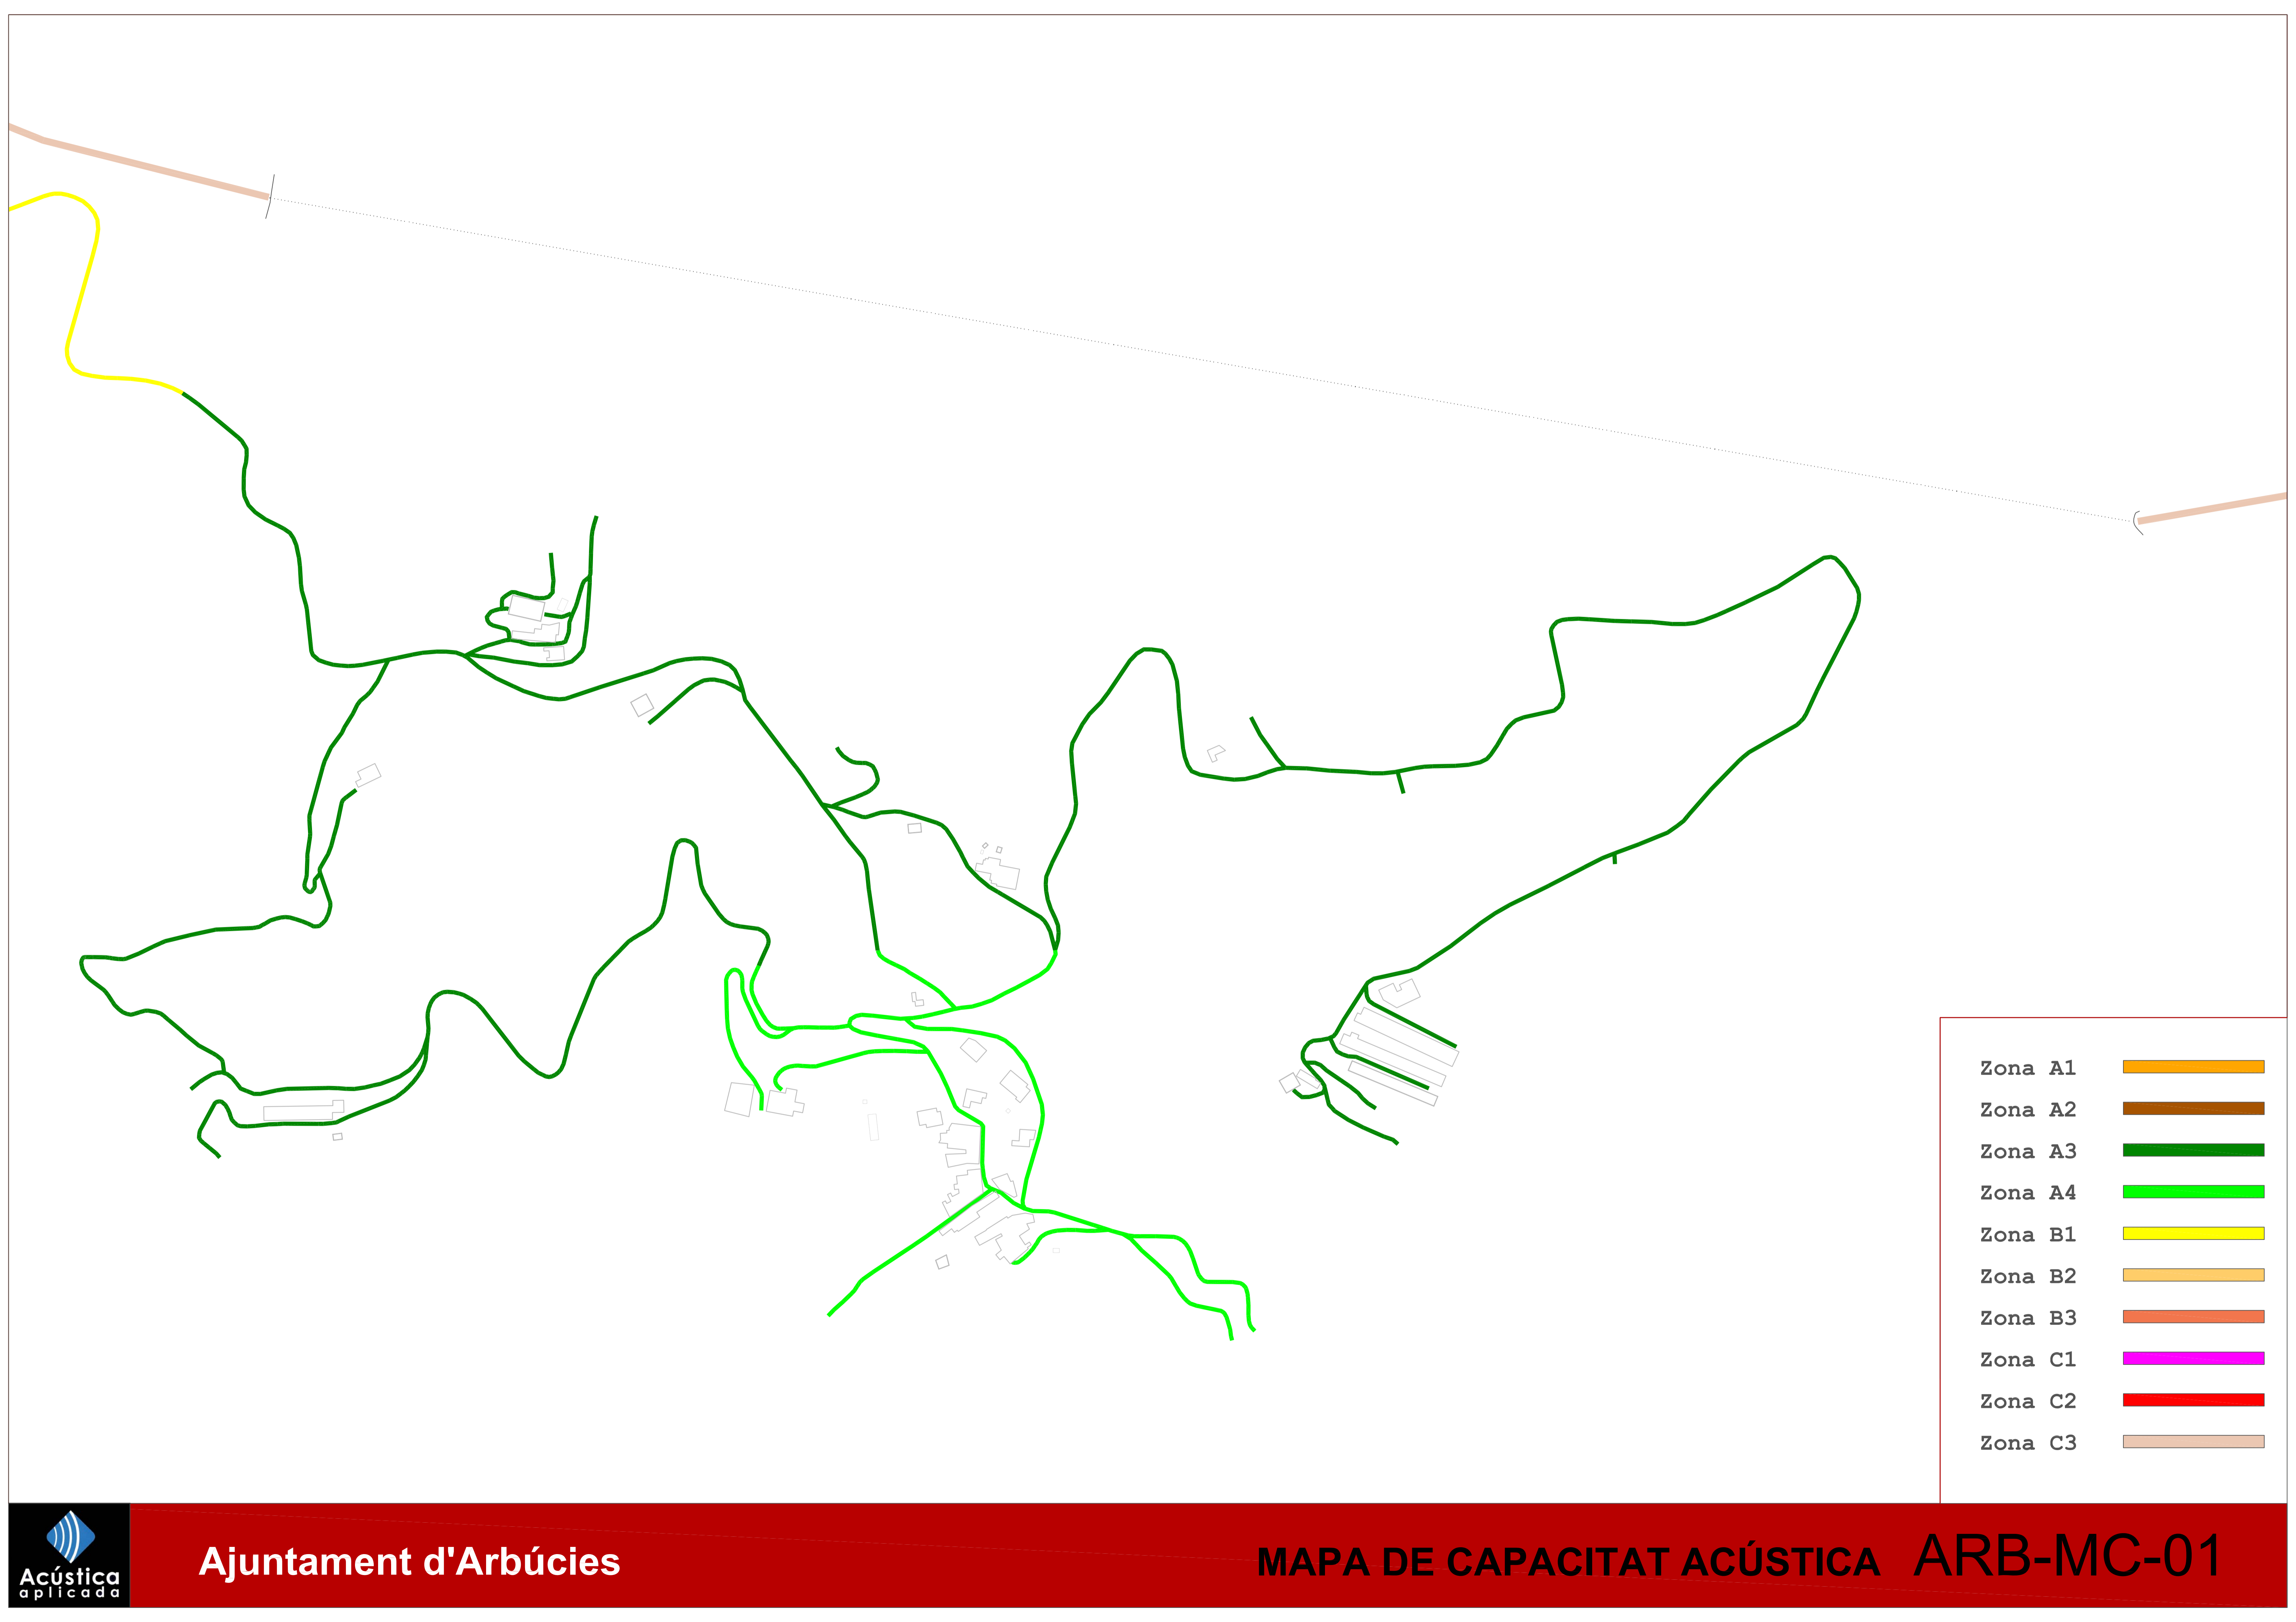 Zona A1
Zona A2
Zona A3
Zona A4
Zona B1
Zona B2
Zona B3
Zona C1
Zona C2
Zona C3
Acústica
aplicada
Ajuntament d'Arbúcies
MAPA DE CAPACITAT ACÚSTICA ARB-MC-01